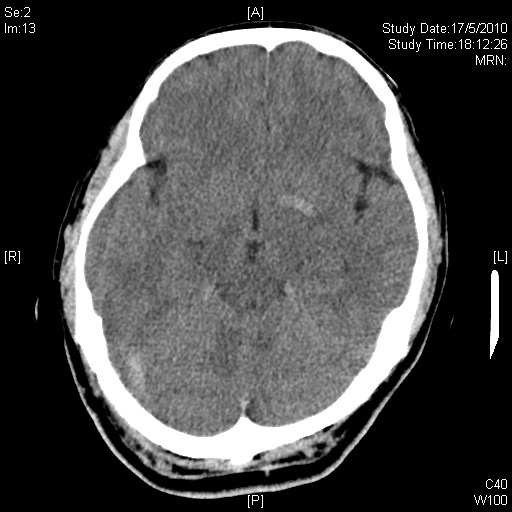 Se:2
Im:13
[A]
Study Date:17/5/2010
Study Time:18:12:26
MRN:
[R]
[L]
[P]
C40
W100